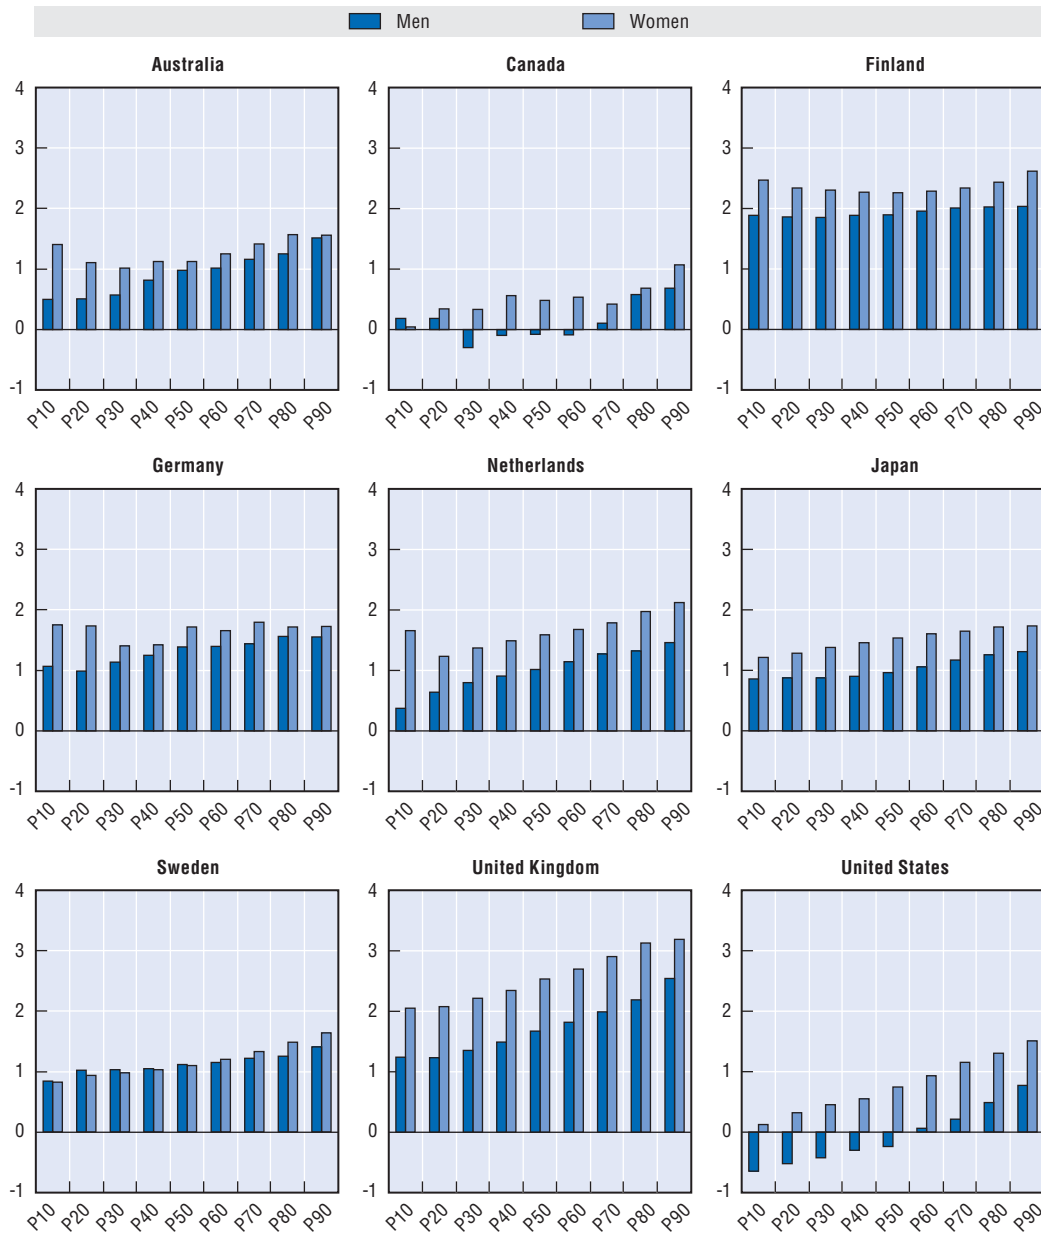 Men Women
Australia Canada Finland
4 4 4
3 3 3
2 2 2
1 1 1
0 0 0
-1 -1 -1
P10 P20 P30 P40 P50 P60 P70 P80 P90 P10 P20 P30 P40 P50 P60 P70 P80 P90 P10 P20 P30 P40 P50 P60 P70 P80 P90
Germany Netherlands Japan
4 4 4
3 3 3
2 2 2
1 1 1
0 0 0
-1 -1 -1
P10 P20 P30 P40 P50 P60 P70 P80 P90 P10 P20 P30 P40 P50 P60 P70 P80 P90 P10 P20 P30 P40 P50 P60 P70 P80 P90
Sweden United Kingdom United States
4 4 4
3 3 3
2 2 2
1 1 1
0 0 0
-1 -1 -1
P10 P20 P30 P40 P50 P60 P70 P80 P90 P10 P20 P30 P40 P50 P60 P70 P80 P90 P10 P20 P30 P40 P50 P60 P70 P80 P90